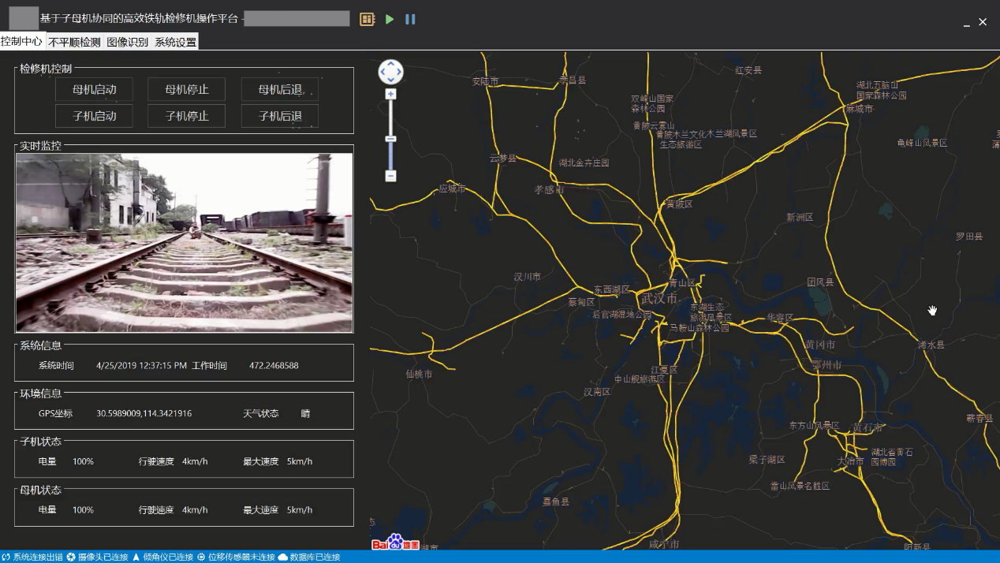 基于子母机协同的高效铁轨检修机操作平台 -
控制中心 不平顺检测 图像识别 系统设置
检修机控制
母机启动 母机停止 母机后退
子机启动 子机停止 子机后退
实时监控
系统信息
系统时间 4/25/2019 12:37:15 PM 工作时间 472.2468588
环境信息
GPS坐标 30.5989009,114.3421916 天气状态 晴
子机状态
电量 100% 行驶速度 4km/h 最大速度 5km/h
母机状态
电量 100% 行驶速度 4km/h 最大速度 5km/h
安陆市
孝昌县
红安县
湖北五脑山
国家森林公园
麻城市
双峰山国家
森林公园
黄陂云雾山
黄陂木兰文化
生态旅游区
木兰湖风景区
龟峰山风景区
云梦县
湖北金卉庄园
应城市
孝感市
黄陂区
新洲区
罗田县
汉川市
东西湖区
青山区
团风县
蔡甸区
武汉市
后官湖湿地公园
东湖生态
旅游风景区
马鞍山森林公园
华容区
黄冈市
浠水县
仙桃市
江夏区
中山舰旅游区
鄂州市
汉南区
蕲春县
东方山风景区
黄石市
梁子湖区
大冶市
湖北省黄石
园博园
雷山风景名胜区
嘉鱼县
咸宁市
阳新县
Bai du 地图
湖市
系统连接出错 摄像头已连接 倾角仪已连接 位移传感器未连接 数据库已连接